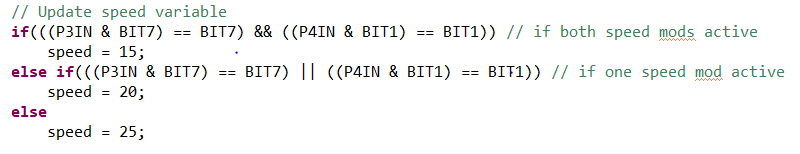 // Update speed variable
if(((P3IN & BIT7) == BIT7) && ((P4IN & BIT1) == BIT1)) // if both speed mods active
    speed = 15;
else if(((P3IN & BIT7) == BIT7) || ((P4IN & BIT1) == BIT1)) // if one speed mod active
    speed = 20;
else
    speed = 25;